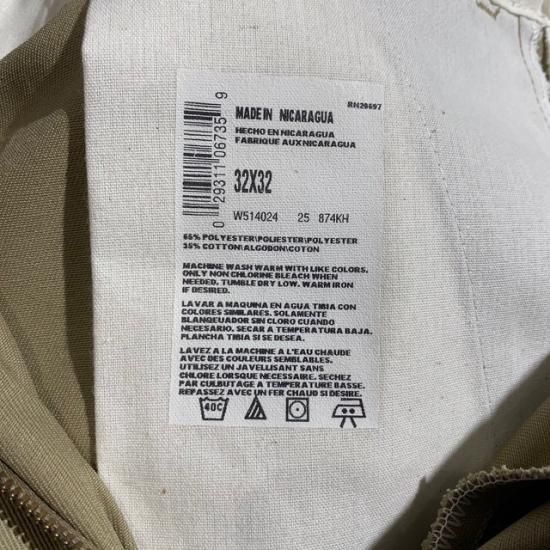 RN20697
MADE IN NICARAGUA
HECHO EN NICARAGUA
FABRIQUE AUXNICARAGUA
0 29311 06735 9
32X32
W514024 25 874KH
65% POLYESTER\POLIESTER\POLYESTER
35% COTTON\ALGODON\COTON
MACHINE WASH WARM WITH LIKE COLORS.
ONLY NON CHLORINE BLEACH WHEN
NEEDED. TUMBLE DRY LOW. WARM IRON
IF DESIRED.
LAVAR A MAQUINA EN AGUA TIBIA CON
COLORES SIMILARES. SOLAMENTE
BLANQUEADOR SIN CLORO CUANDO
NECESARIO. SECAR A TEMPERATURA BAJA.
PLANCHA TIBIA SI SE DESEA.
LAVEZ A LA MACHINE A L'EAU CHAUDE
AVEC DES COULEURS SEMBLABLES.
UTILISEZ UN JAVELLISANT SANS
CHLORE LORSQUE NECESSAIRE. SECHEZ
PAR CULBUTAGE A TEMPERATURE BASSE.
REPASSEZ AVEC UN FER CHAUD SI DESIRE.
40C